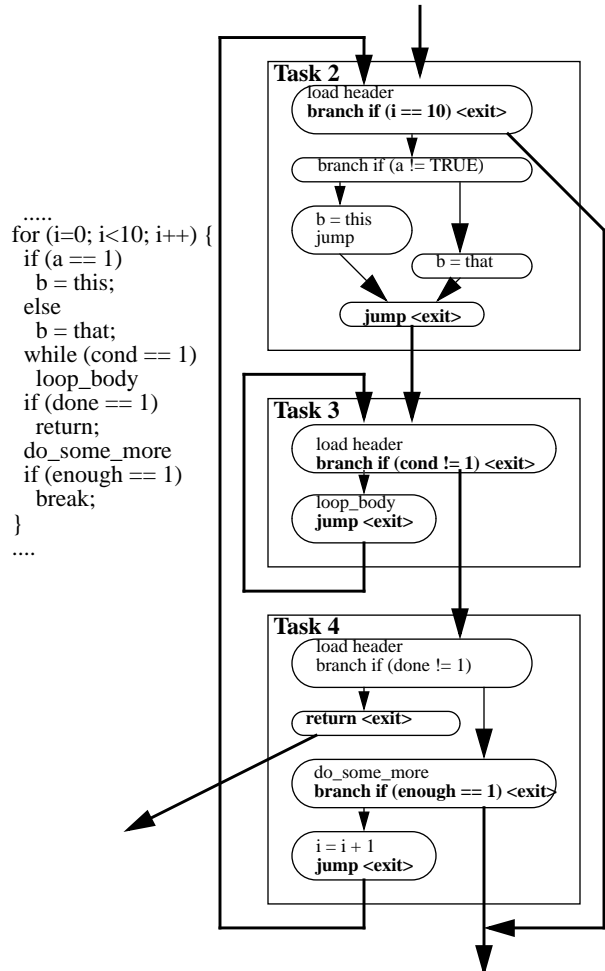 .....
for (i=0; i<10; i++) {
if (a == 1)
b = this;
else
b = that;
while (cond == 1)
loop_body
if (done == 1)
return;
do_some_more
if (enough == 1)
break;
}
....
Task 2
load header
branch if (i == 10) <exit>
branch if (a != TRUE)
b = this
jump
b = that
jump <exit>
Task 3
load header
branch if (cond != 1) <exit>
loop_body
jump <exit>
Task 4
load header
branch if (done != 1)
return <exit>
do_some_more
branch if (enough == 1) <exit>
i = i + 1
jump <exit>